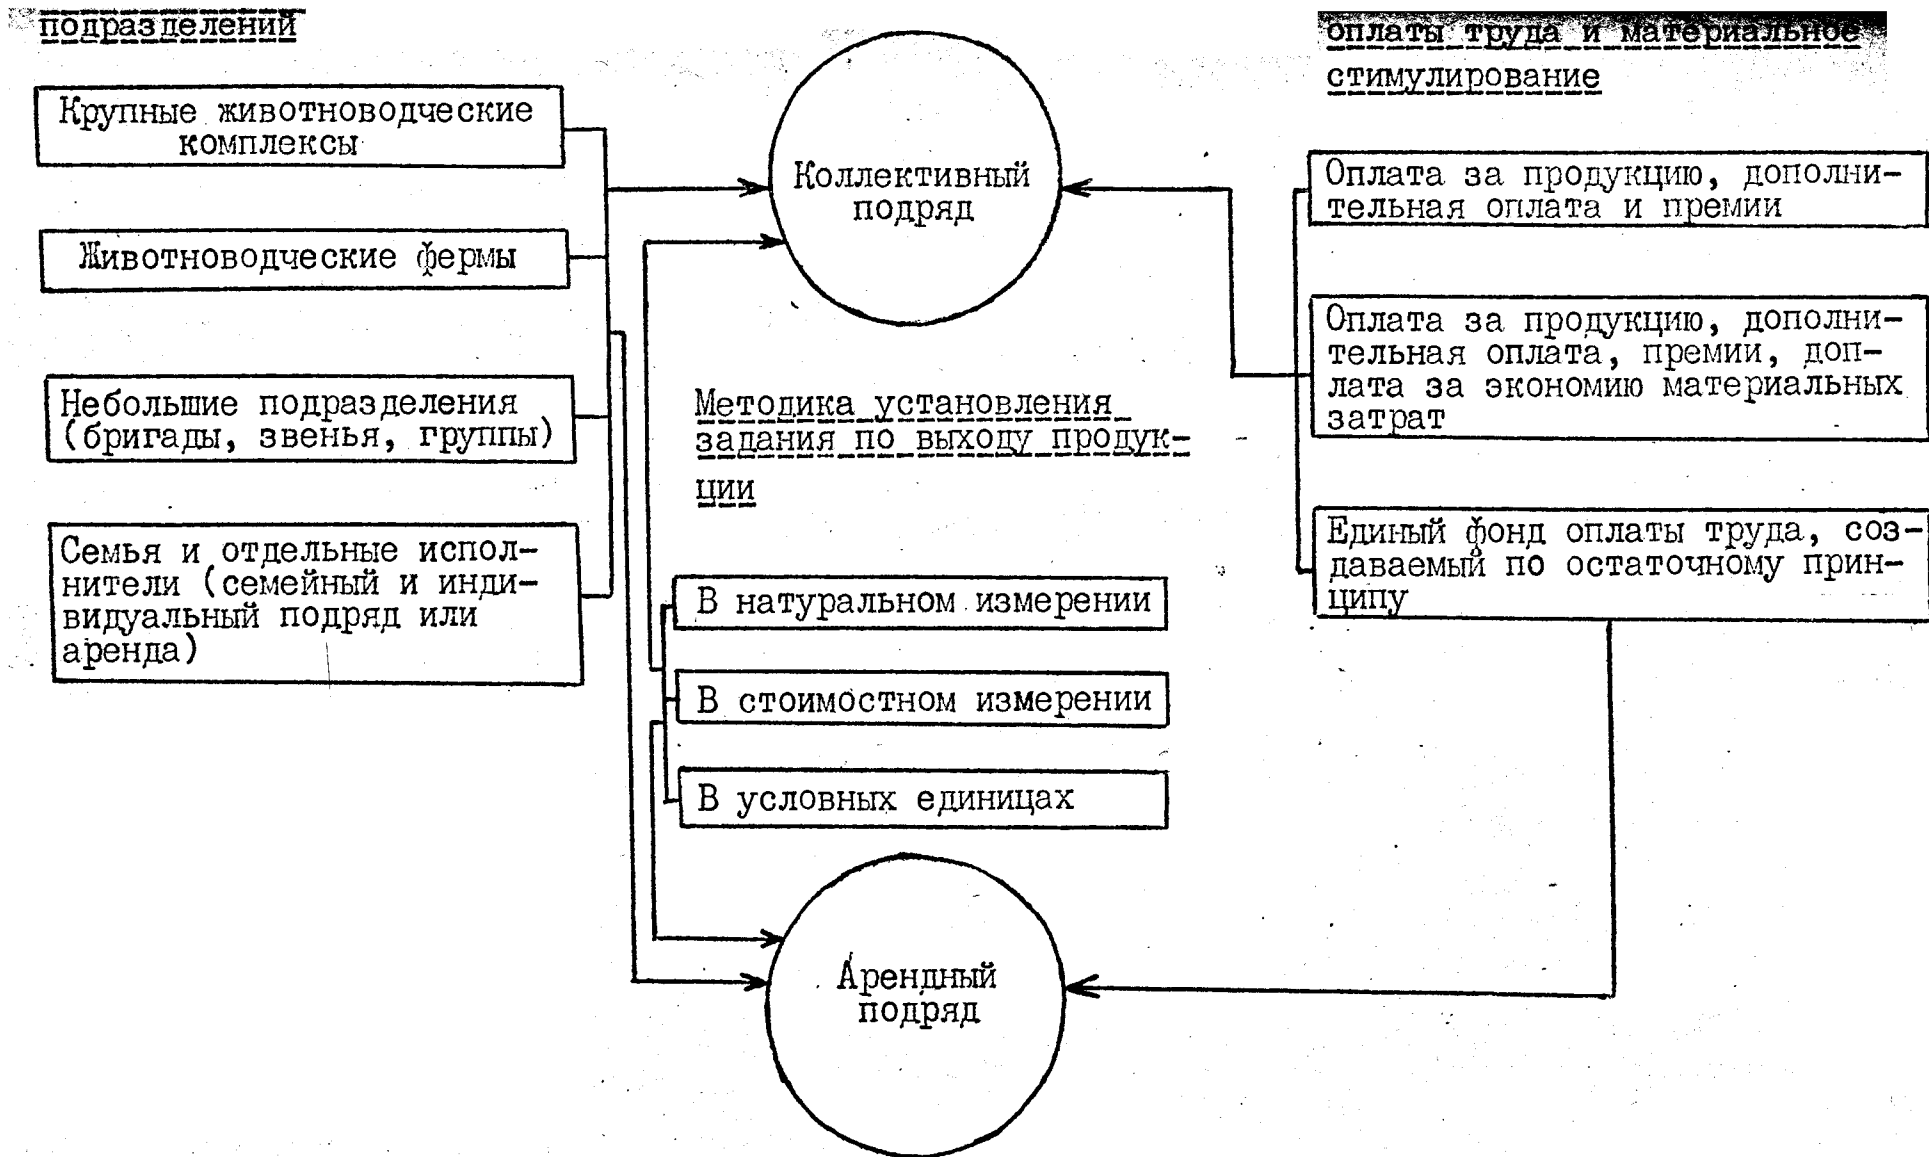 подразделений
Крупные животноводческие
комплексы
Животноводческие фермы
Небольшие подразделения
(бригады, звенья, группы)
Семья и отдельные испол-
нители (семейный и инди-
видуальный подряд или
аренда)
Коллективный
подряд
Методика установления
задания по выходу продук-
ции
В натуральном измерении
В стоимостном измерении
В условных единицах
Арендный
подряд
оплаты труда и материальное
стимулирование
Оплата за продукцию, дополни-
тельная оплата и премии
Оплата за продукцию, дополни-
тельная оплата, премии, доп-
лата за экономию материальных
затрат
Единый фонд оплаты труда, соз-
даваемый по остаточному прин-
ципу